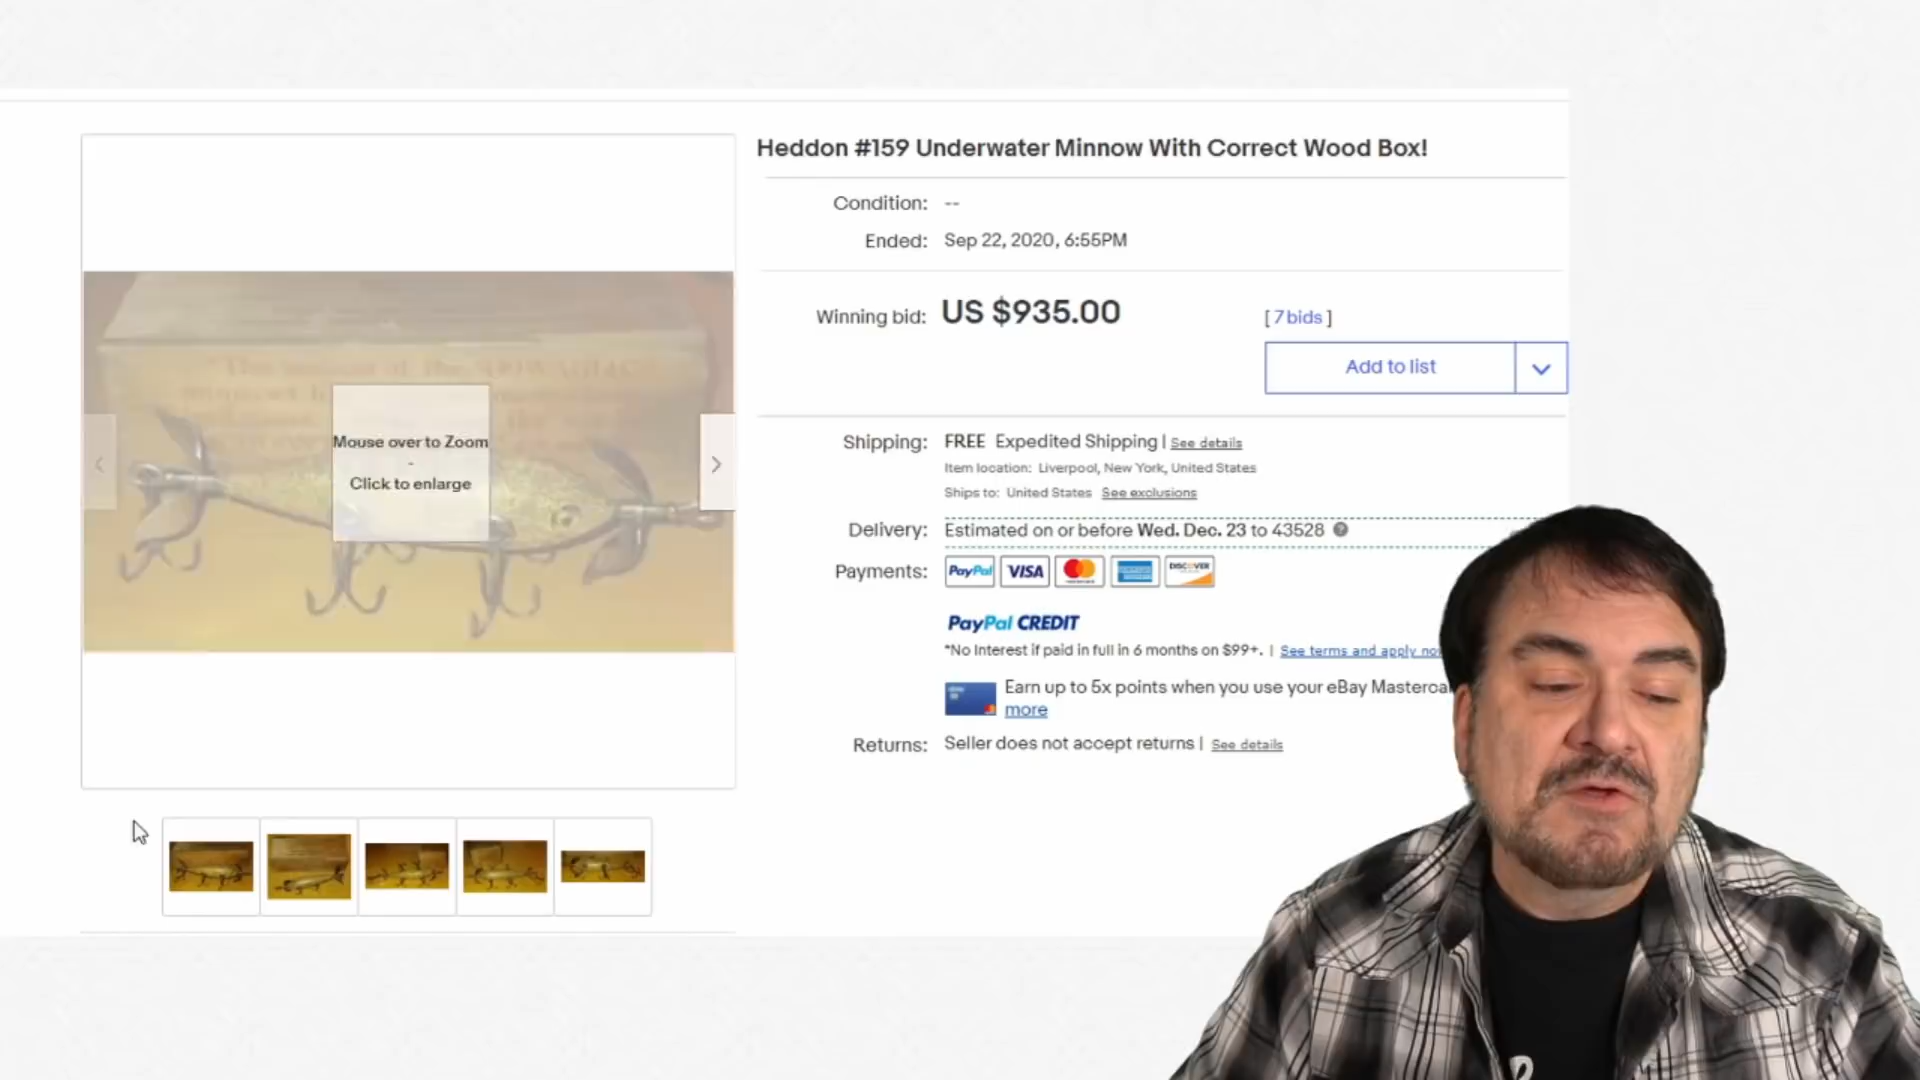 Heddon #159 Underwater Minnow With Correct Wood Box!
Condition: --
Ended: Sep 22, 2020, 6:55PM
Winning bid: US $935.00 [ 7 bids ]
Add to list
Mouse over to Zoom
-
Click to enlarge
Shipping: FREE Expedited Shipping | See details
Item location: Liverpool, New York, United States
Ships to: United States See exclusions
Delivery: Estimated on or before Wed. Dec. 23 to 43528
Payments: PayPal VISA DISCOVER
PayPal CREDIT
*No Interest if paid in full in 6 months on $99+. | See terms and apply
Earn up to 5x points when you use your eBay
more
Returns: Seller does not accept returns | See details